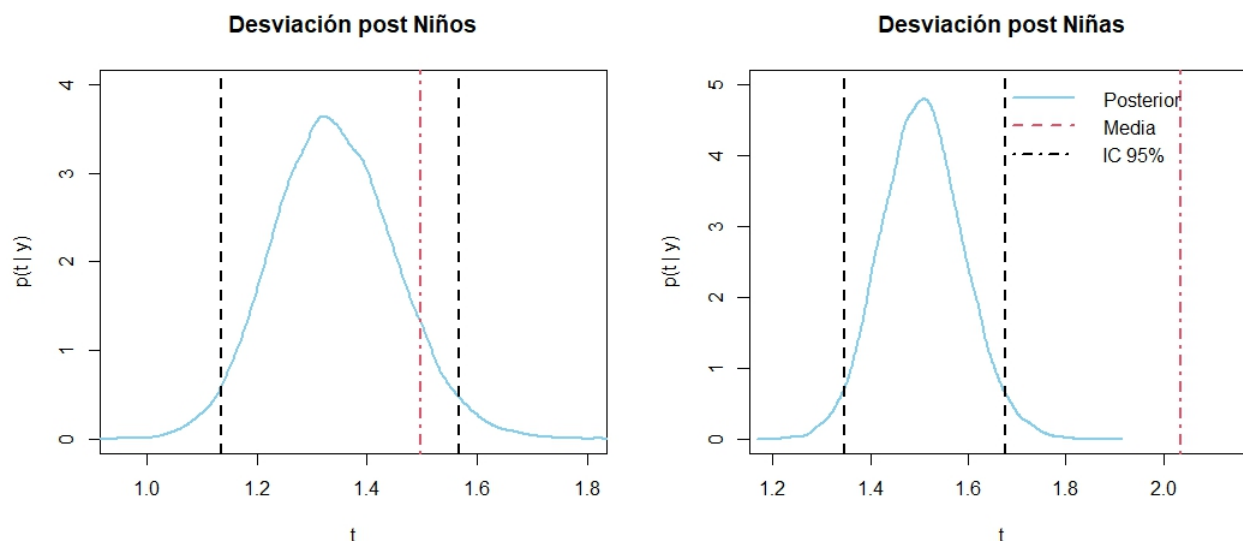 Desviación post Niños
p(t | y)
4
3
2
1
0
1.0 1.2 1.4 1.6 1.8
t
Desviación post Niñas
p(t | y)
5
4
3
2
1
0
Posterior
Media
IC 95%
1.2 1.4 1.6 1.8 2.0
t